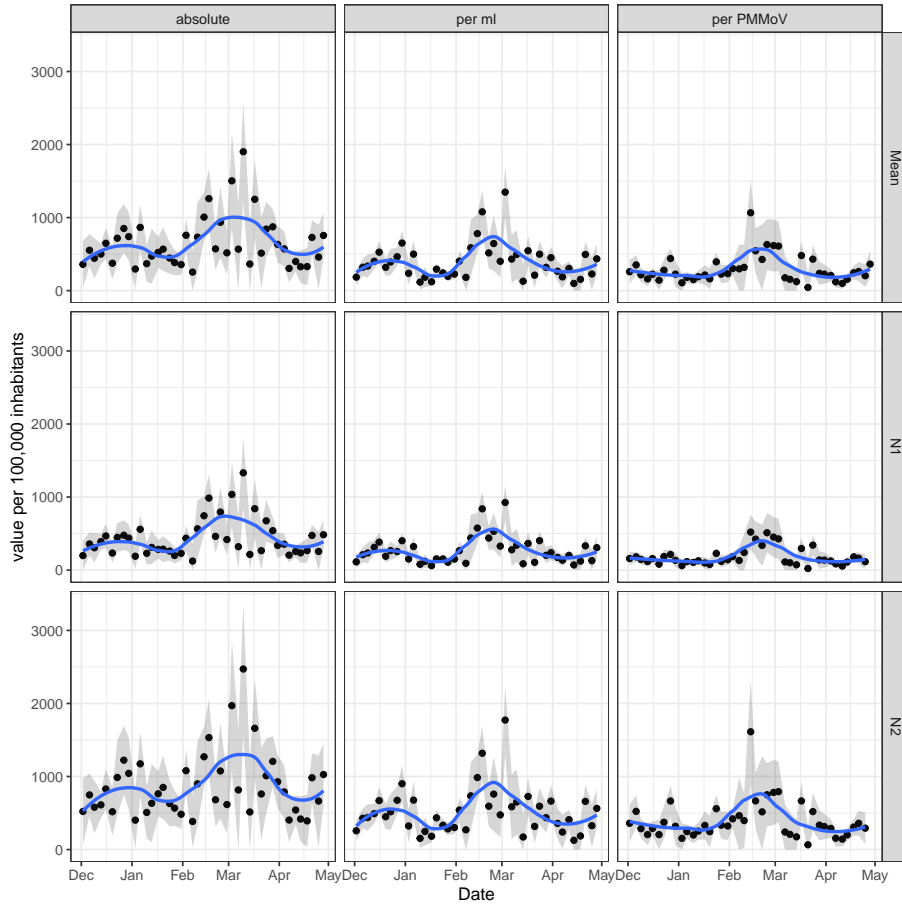 absolute per ml per PMMoV
3000
2000
1000
0
Mean
3000
2000
1000
0
N1
3000
2000
1000
0
N2
value per 100,000 inhabitants
Dec Jan Feb Mar Apr May Dec Jan Feb Mar Apr May Dec Jan Feb Mar Apr May
Date